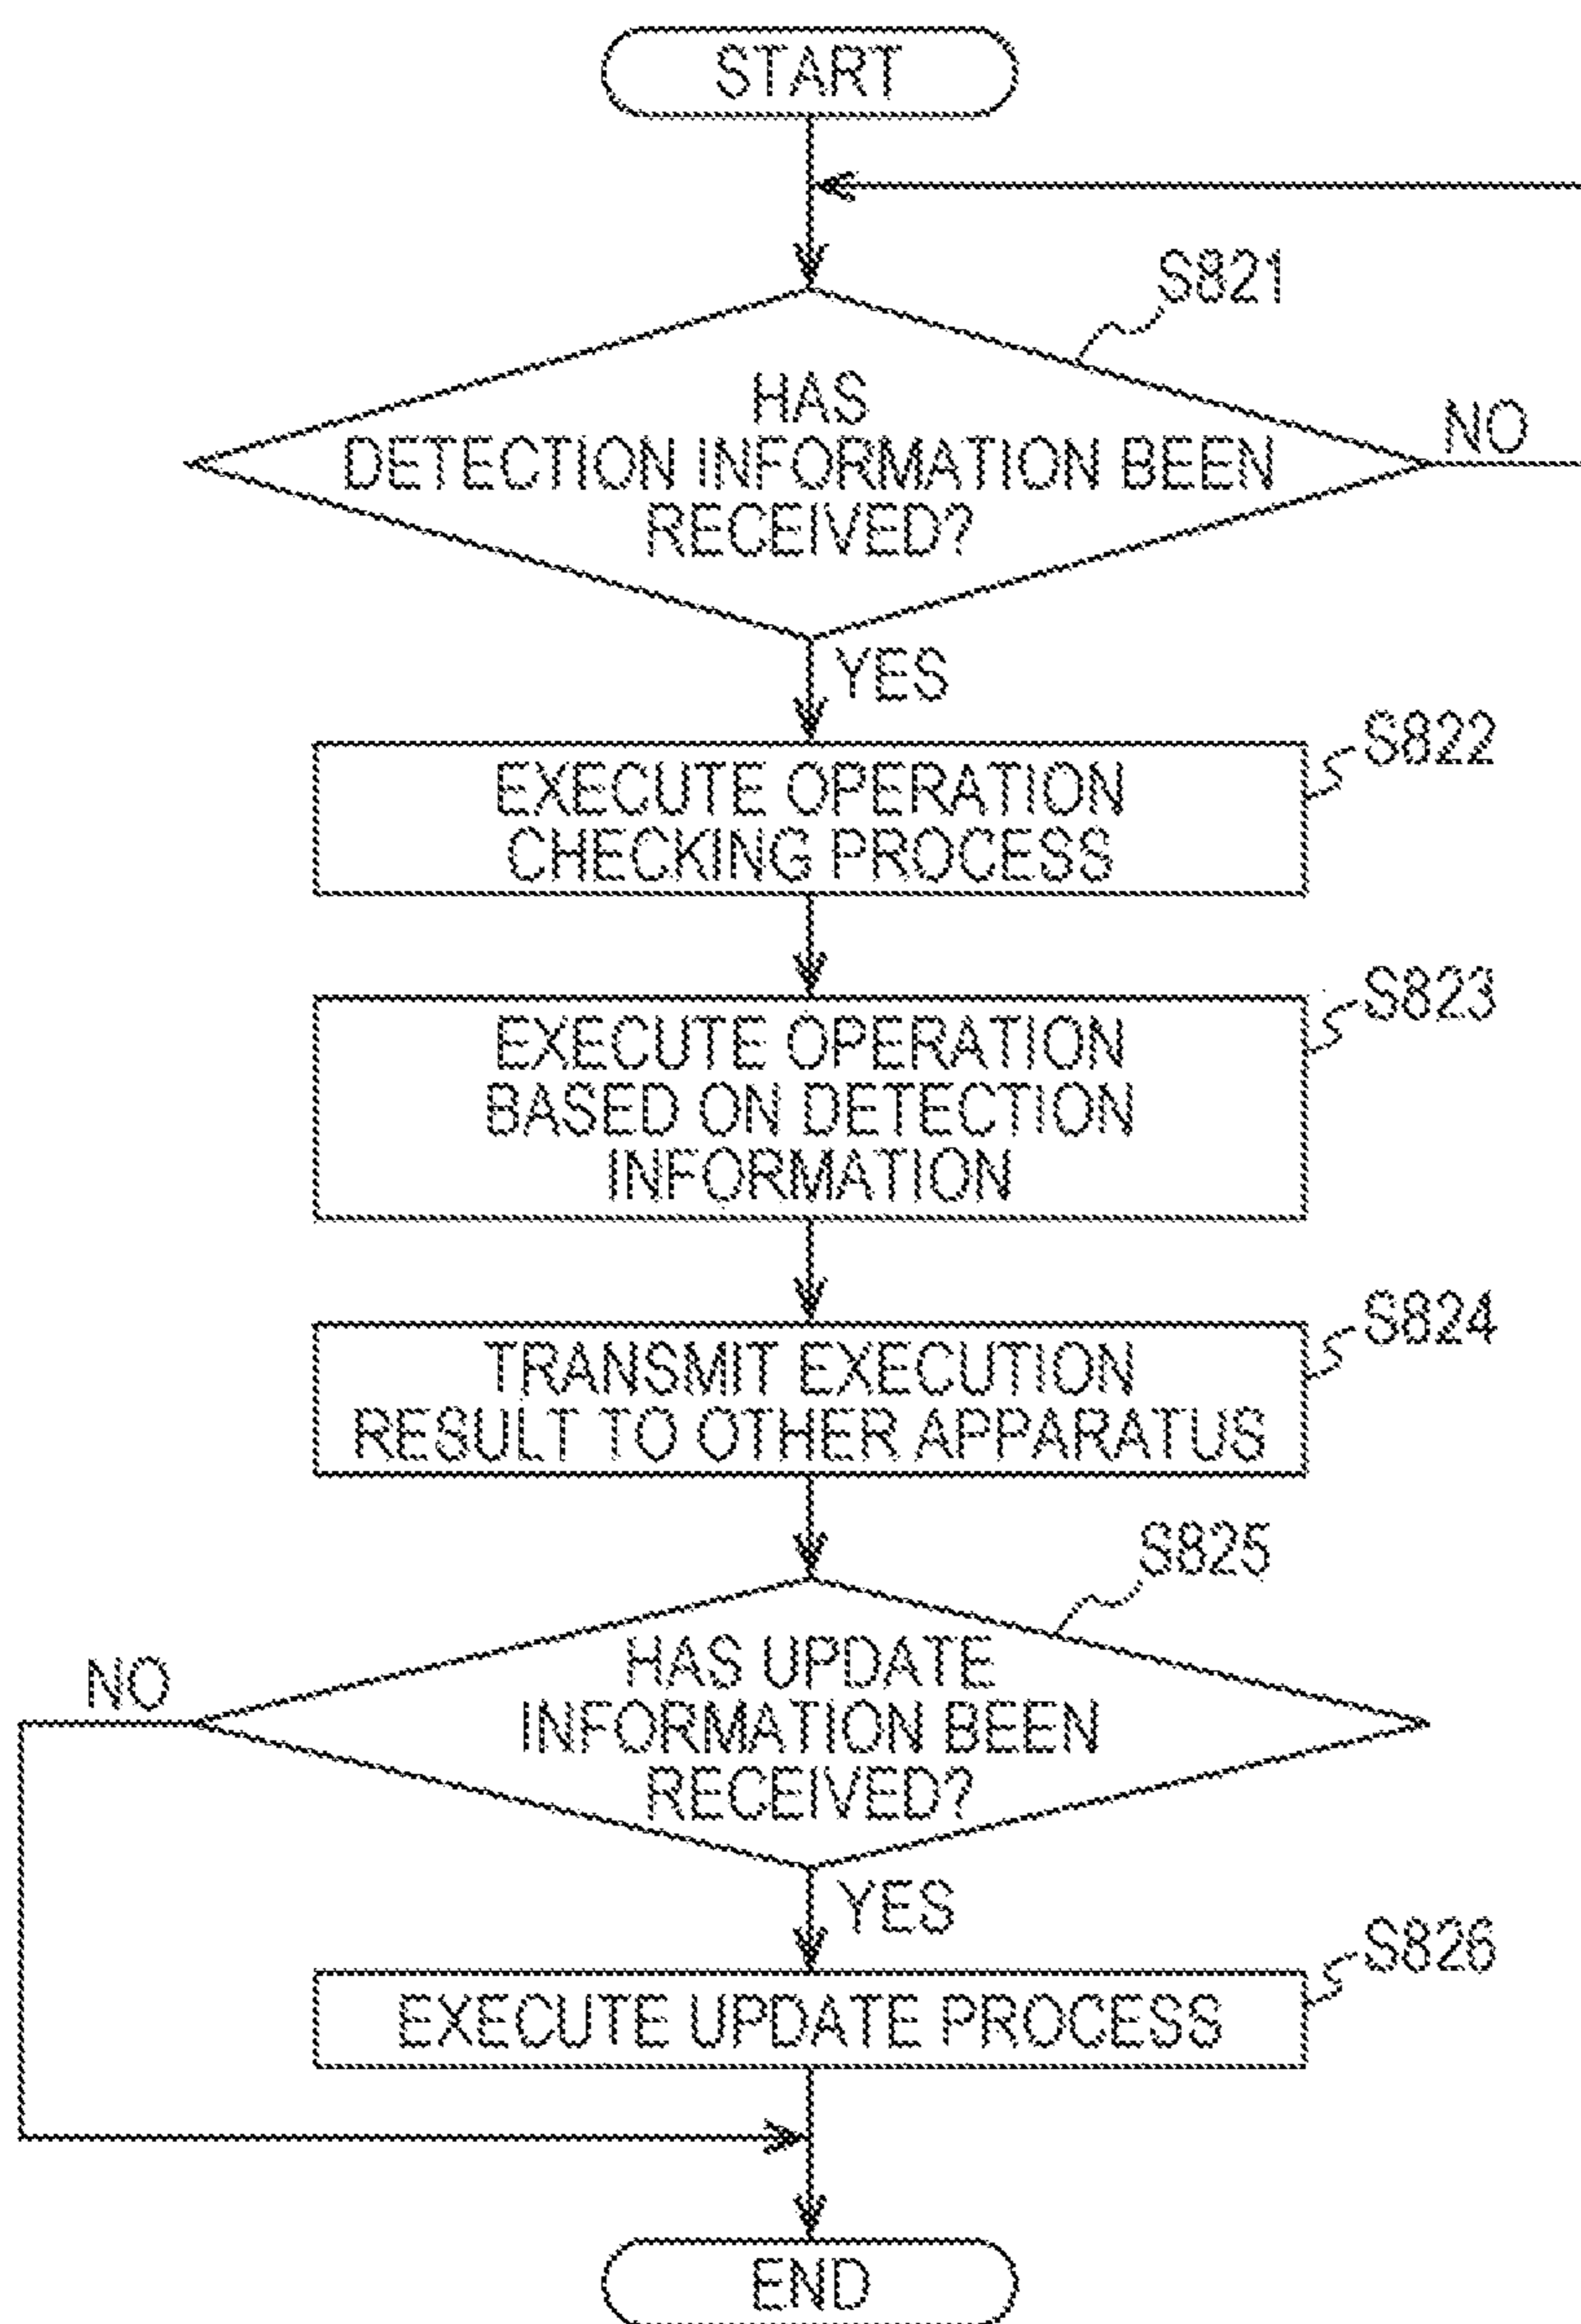 START
S821
HAS
DETECTION INFORMATION BEEN
RECEIVED?
NO
YES
S822
EXECUTE OPERATION
CHECKING PROCESS
S823
EXECUTE OPERATION
BASED ON DETECTION
INFORMATION
S824
TRANSMIT EXECUTION
RESULT TO OTHER APPARATUS
S825
HAS UPDATE
INFORMATION BEEN
RECEIVED?
NO
YES
S826
EXECUTE UPDATE PROCESS
END